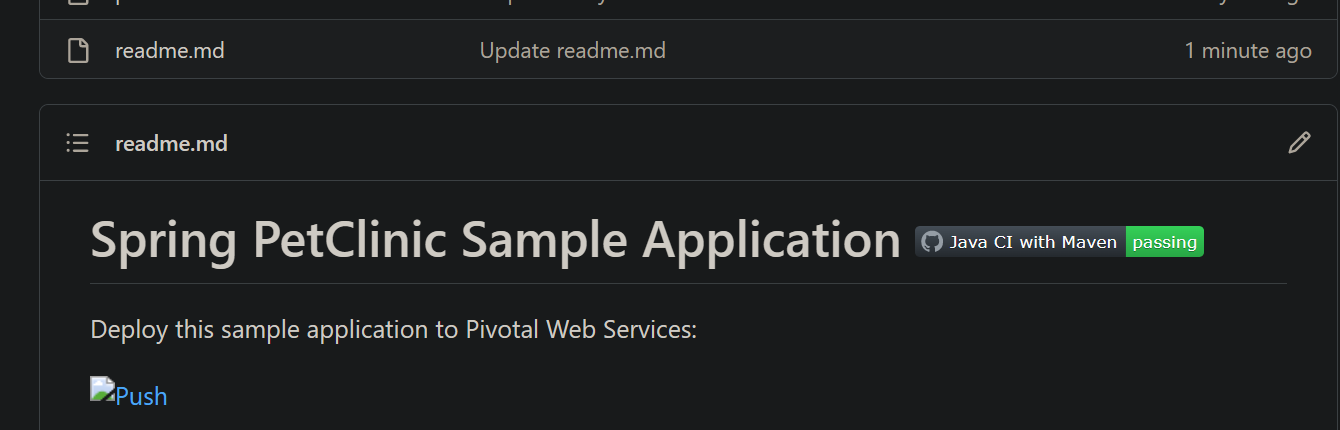 readme.md Update readme.md 1 minute ago
readme.md
Spring PetClinic Sample Application Java CI with Maven passing
Deploy this sample application to Pivotal Web Services:
Push